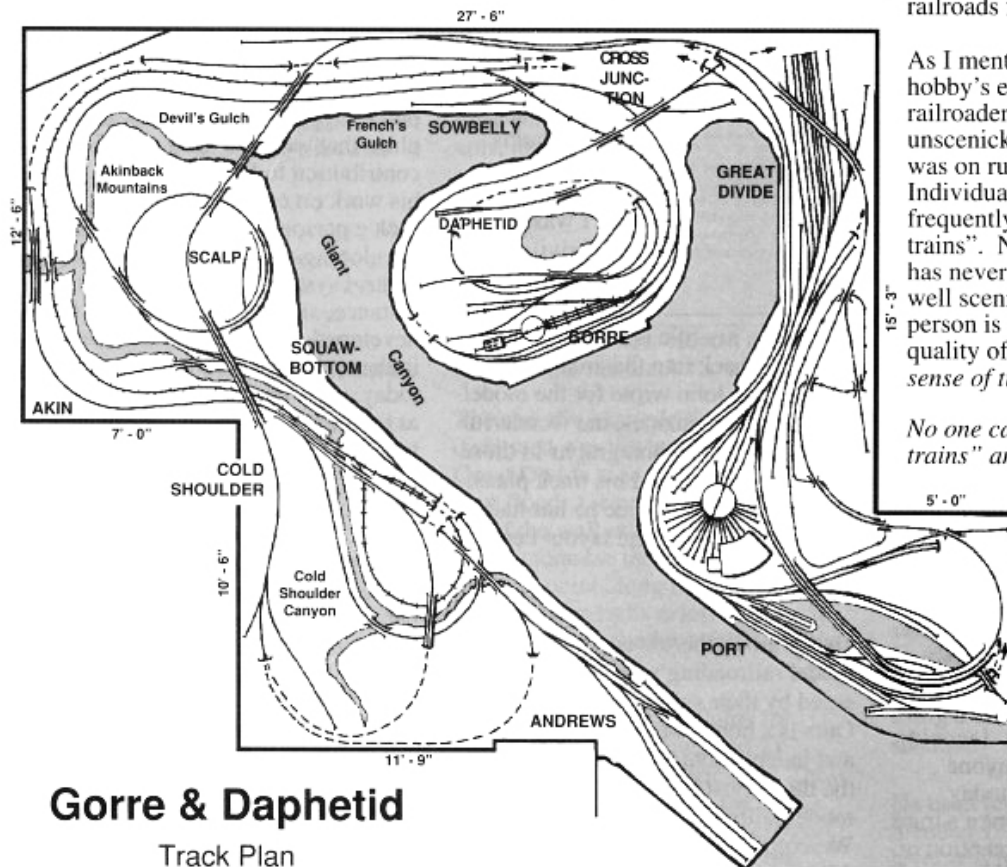 27' - 6"
railroads
As I ment
hobby's e
railroader
unscenick
was on ru
Individua
frequently
trains". N
has never
well scen
person is
quality of
sense of t
No one ca
trains" a
CROSS
JUNC-
TION
Devil's Gulch
French's
Gulch
SOWBELLY
Akinback
Mountains
GREAT
DIVIDE
12' - 6"
DAPHETID
SCALP
Giant
Canyon
15' - 3"
GORRE
SQUAW-
BOTTOM
AKIN
7' - 0"
COLD
SHOULDER
5' - 0"
10' - 6"
Cold
Shoulder
Canyon
PORT
ANDREWS
11' - 9"
Gorre & Daphetid
Track Plan